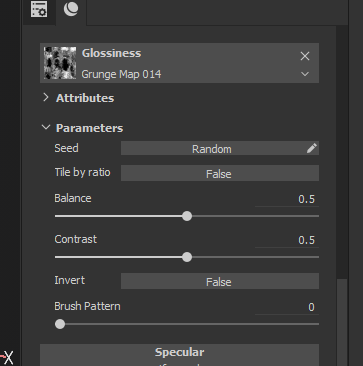 Glossiness
Grunge Map 014
Attributes
Parameters
Seed Random
Tile by ratio False
Balance 0.5
Contrast 0.5
Invert False
Brush Pattern 0
Specular
X